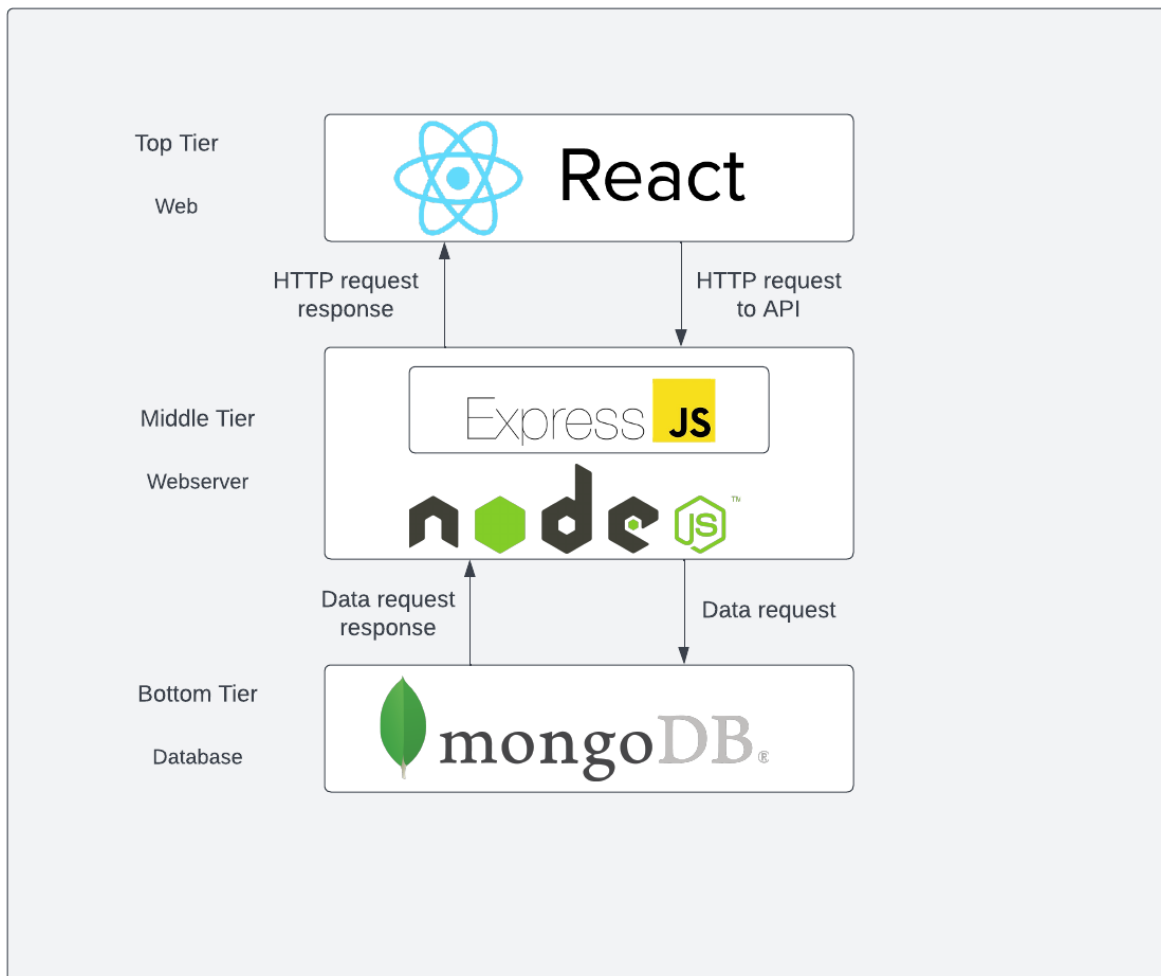 Top Tier
React
Web
HTTP request
response
HTTP request
to API
Express JS
Middle Tier
Webserver
node JS ™
Data request
response
Data request
Bottom Tier
mongoDB®
Database